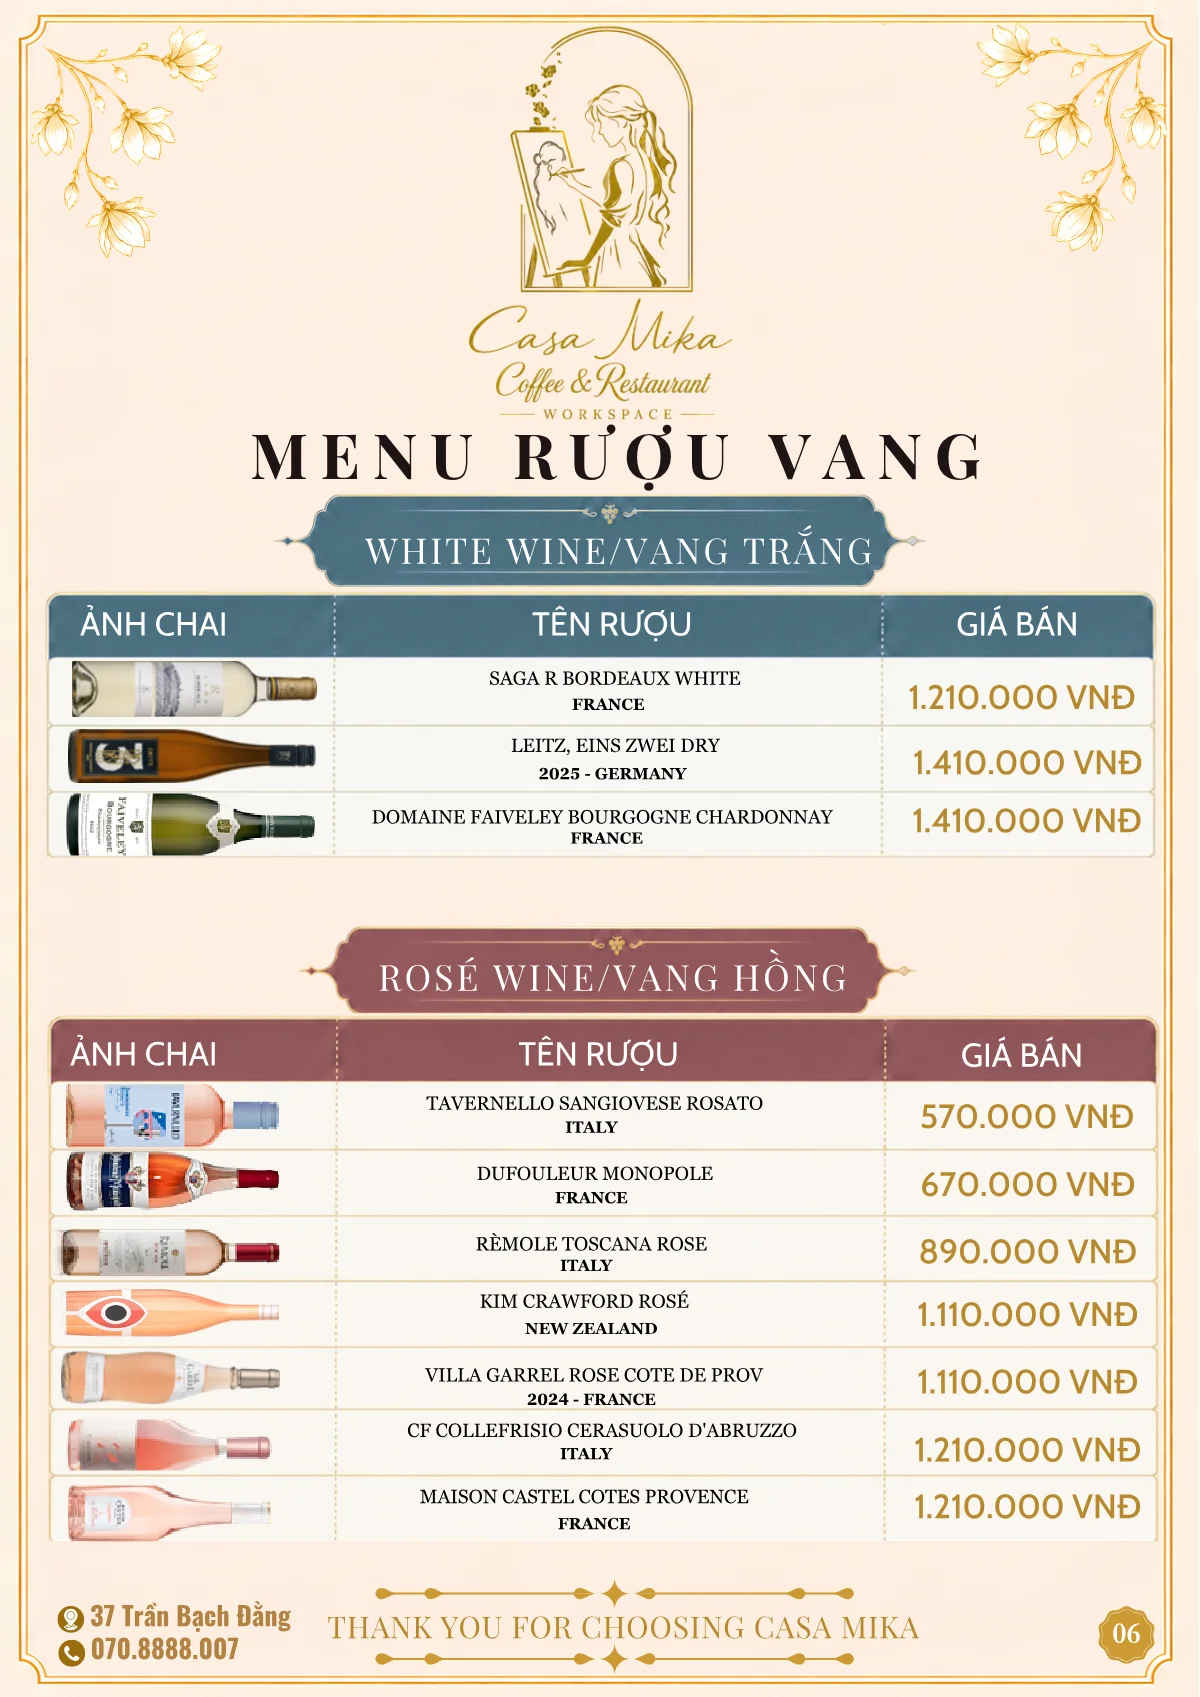 Casa Mika
Coffee & Restaurant
WORKSPACE
MENU RƯỢU VANG
WHITE WINE/VANG TRẮNG
ẢNH CHAI TÊN RƯỢU GIÁ BÁN
SAGA R BORDEAUX WHITE
FRANCE
1.210.000 VNĐ
LEITZ, EINS ZWEI DRY
2025 - GERMANY
1.410.000 VNĐ
FAIVELEY
BOURGOGNE
DOMAINE FAIVELEY BOURGOGNE CHARDONNAY
FRANCE
1.410.000 VNĐ
ROSÉ WINE/VANG HỒNG
ẢNH CHAI TÊN RƯỢU GIÁ BÁN
TAVERNELLO SANGIOVESE ROSATO
ITALY
570.000 VNĐ
DUFOULEUR MONOPOLE
FRANCE
670.000 VNĐ
RÈMOLE TOSCANA ROSE
ITALY
890.000 VNĐ
KIM CRAWFORD ROSÉ
NEW ZEALAND
1.110.000 VNĐ
VILLA GARREL ROSE COTE DE PROV
2024 - FRANCE
1.110.000 VNĐ
CF COLLEFRISIO CERASUOLO D'ABRUZZO
ITALY
1.210.000 VNĐ
MAISON CASTEL COTES PROVENCE
FRANCE
1.210.000 VNĐ
37 Trần Bạch Đằng
070.8888.007
THANK YOU FOR CHOOSING CASA MIKA
06